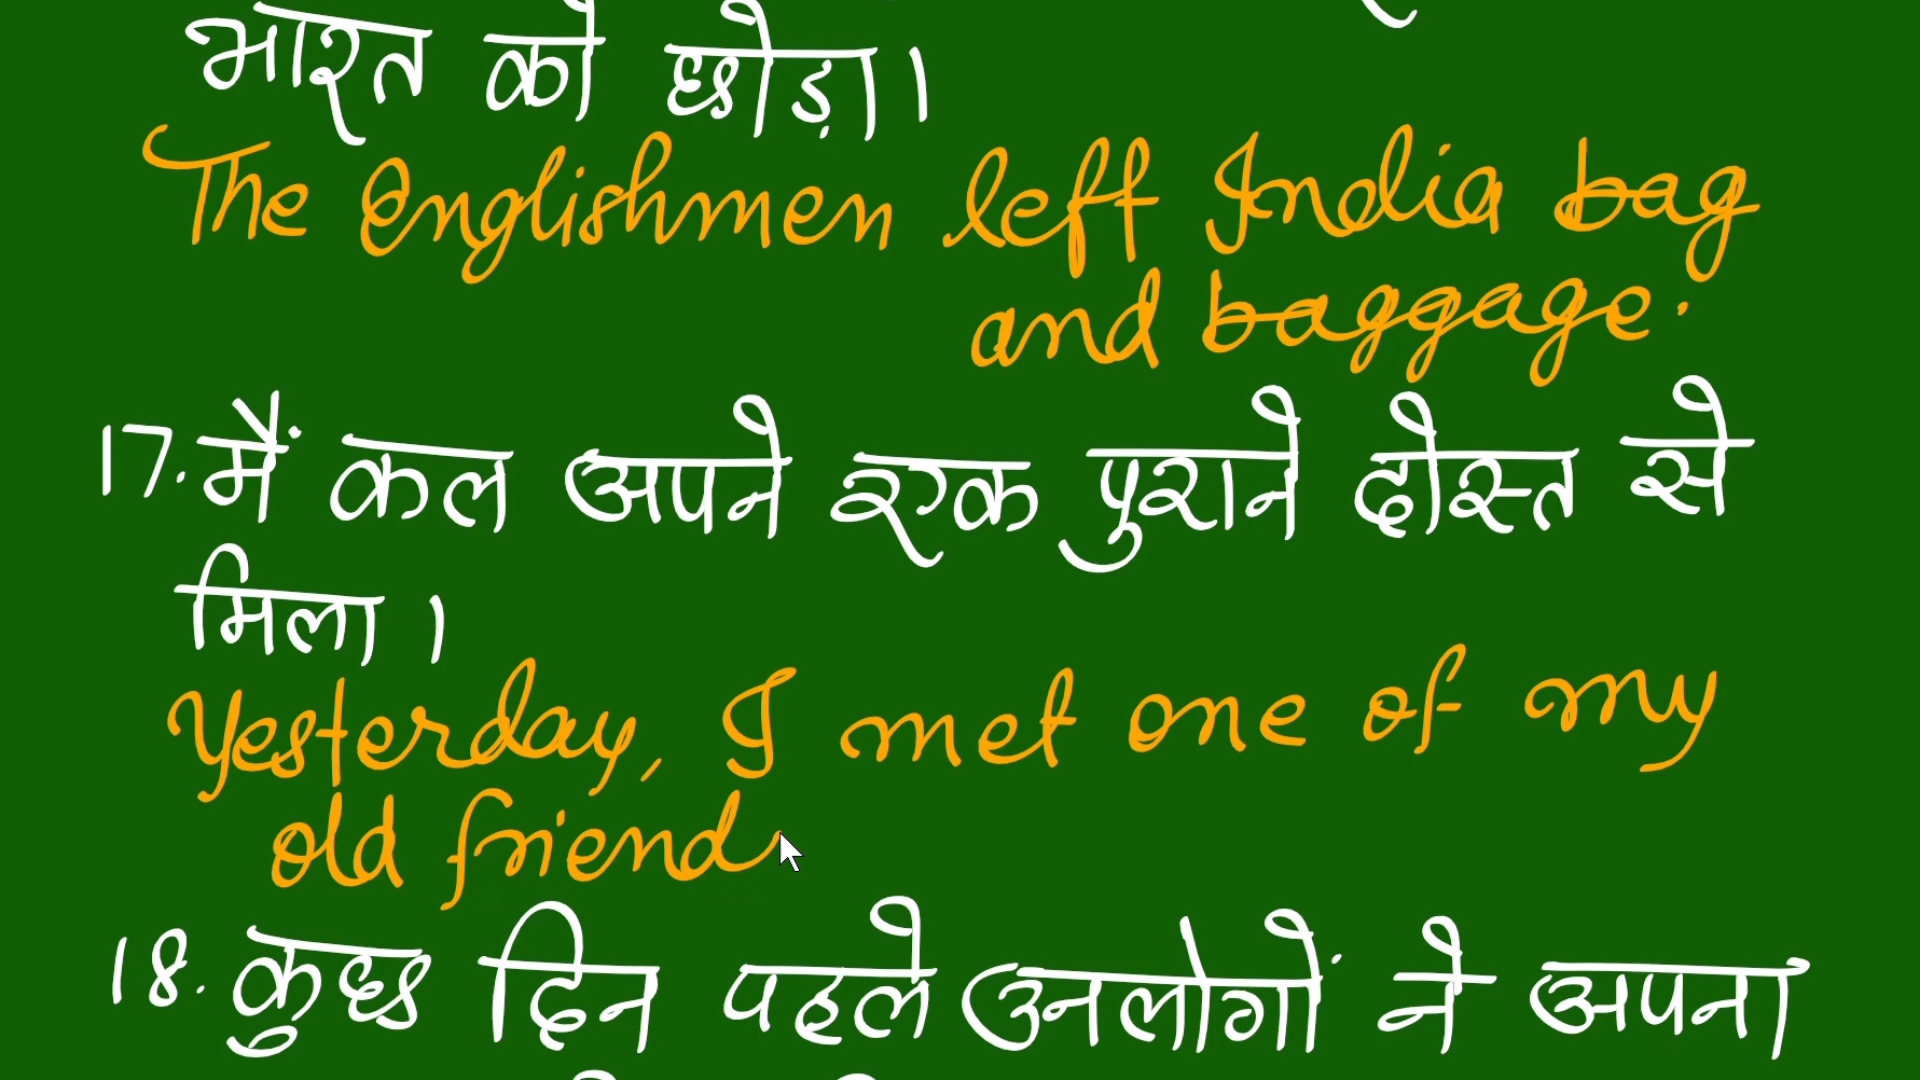 भारत को छोड़ा।
The Englishmen left India bag
and baggage.
17. मैं कल अपने एक पुराने दोस्त से
मिला।
Yesterday, I met one of my
old friend
18. कुछ दिन पहले उनलोगों ने अपना